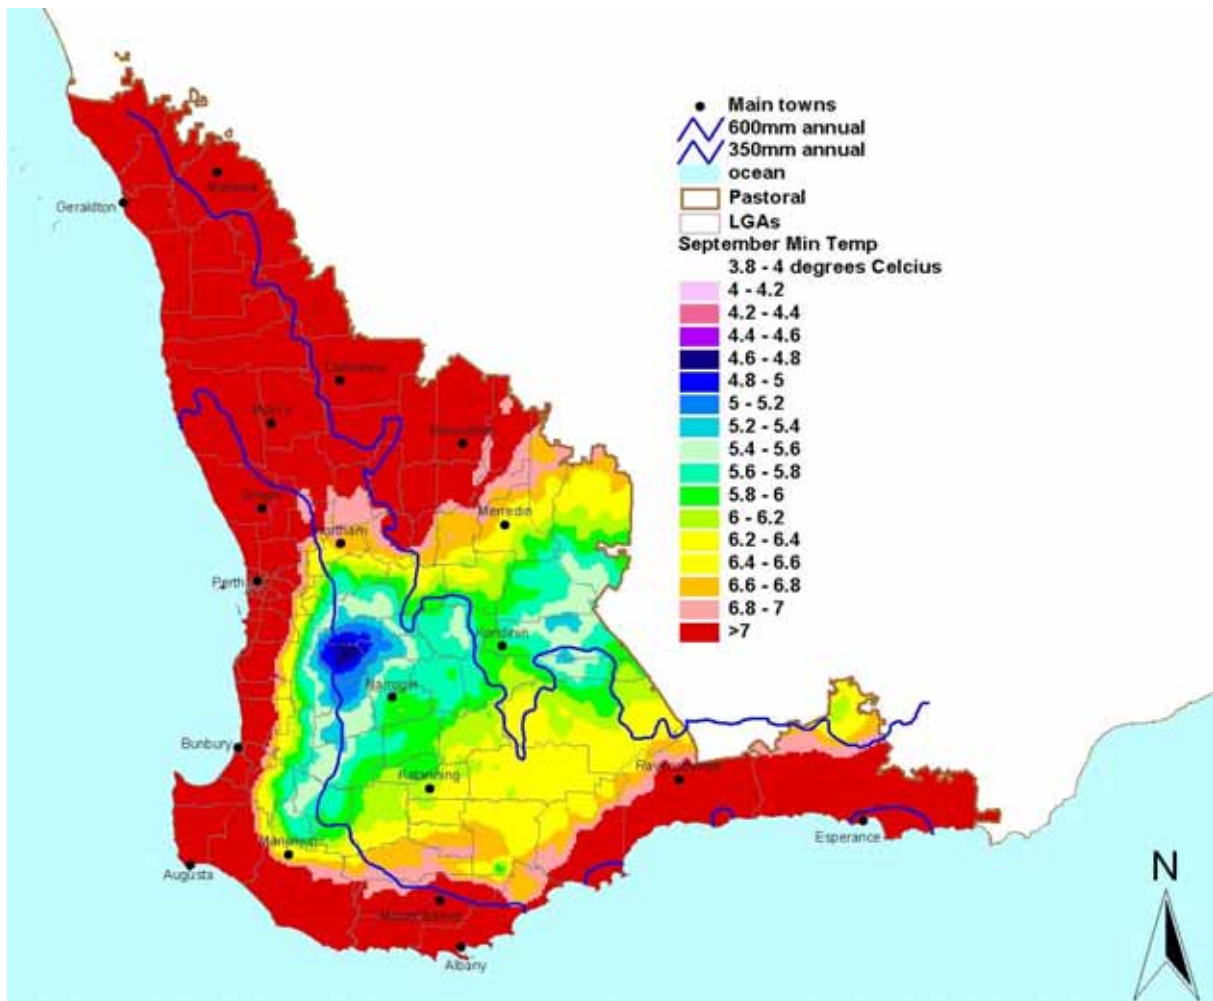 Main towns
600mm annual
350mm annual
ocean
Pastoral
LGAs
September Min Temp
3.8 - 4 degrees Celcius
4 - 4.2
4.2 - 4.4
4.4 - 4.6
4.6 - 4.8
4.8 - 5
5 - 5.2
5.2 - 5.4
5.4 - 5.6
5.6 - 5.8
5.8 - 6
6 - 6.2
6.2 - 6.4
6.4 - 6.6
6.6 - 6.8
6.8 - 7
>7
Geraldton
Merredin
Northam
Perth
Kondinin
Narrogin
Bunbury
Katanning
Manjimup
Esperance
Augusta
Albany
N